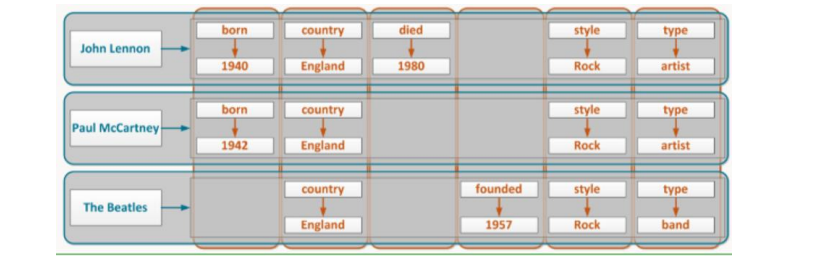 born country died style type
John Lennon
1940 England 1980 Rock artist
born country style type
Paul McCartney
1942 England Rock artist
country founded style type
The Beatles
England 1957 Rock band